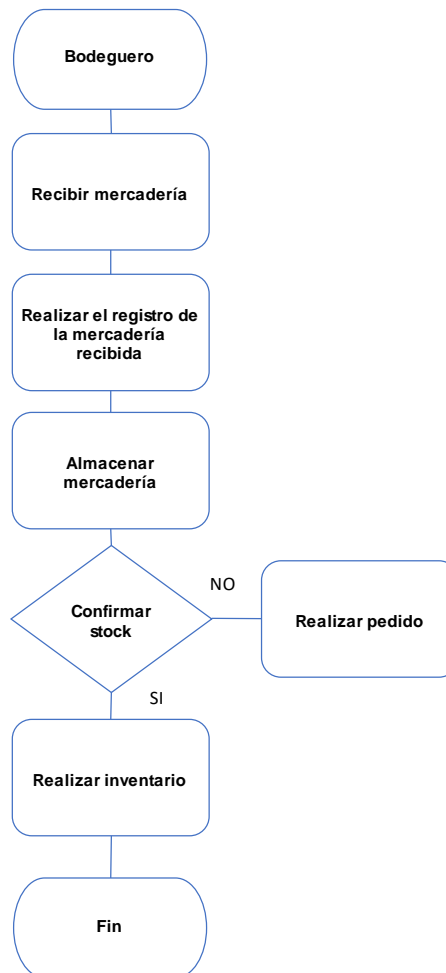 Bodeguero
Recibir mercadería
Realizar el registro de
la mercadería
recibida
Almacenar
mercadería
Confirmar
stock
NO
Realizar pedido
SI
Realizar inventario
Fin